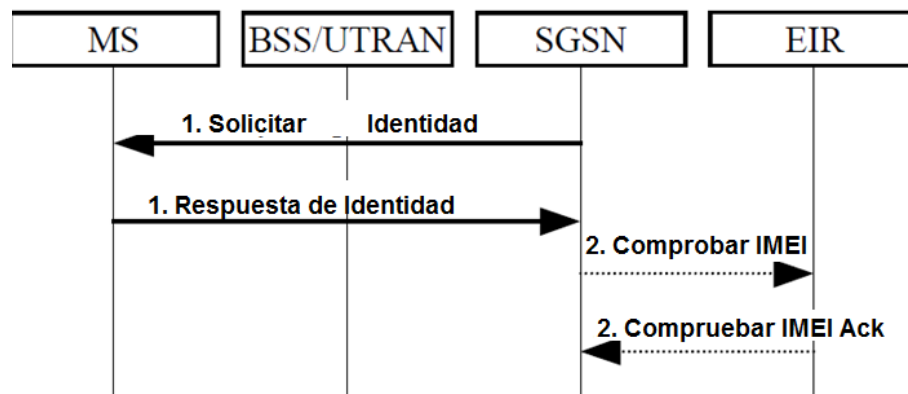 MS BSS/UTRAN SGSN EIR
1. Solicitar Identidad
1. Respuesta de Identidad
2. Comprobar IMEI
2. Compruebar IMEI Ack